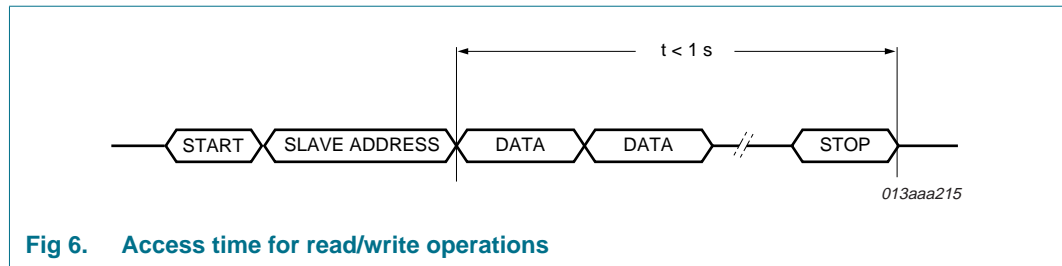 t < 1 s
START SLAVE ADDRESS DATA DATA STOP
013aaa215
Fig 6. Access time for read/write operations